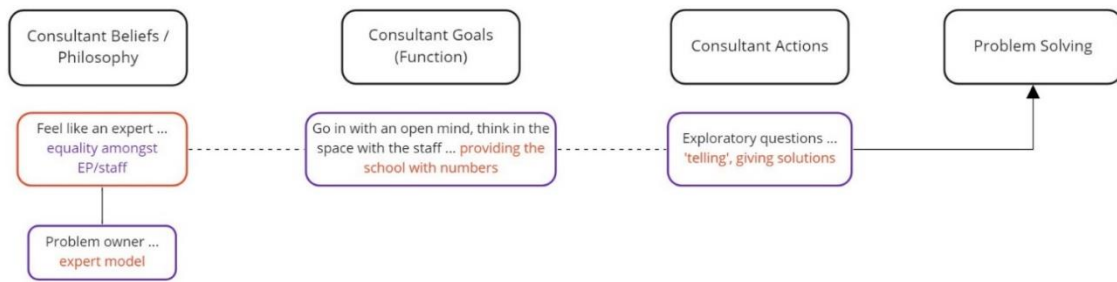 Consultant Beliefs /
Philosophy
Consultant Goals
(Function)
Consultant Actions
Problem Solving
Feel like an expert ...
equality amongst
EP/staff
Go in with an open mind, think in the
space with the staff ... providing the
school with numbers
Exploratory questions ...
'telling', giving solutions
Problem owner ...
expert model